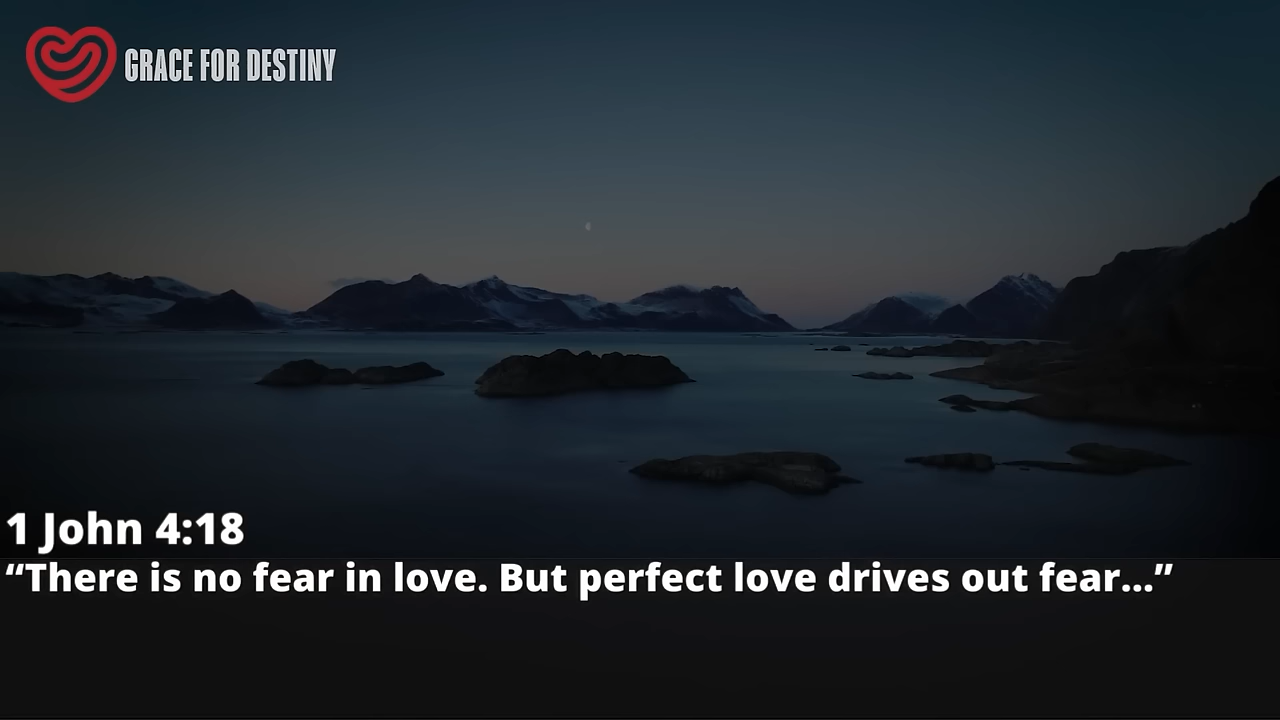 GRACE FOR DESTINY
1 John 4:18
“There is no fear in love. But perfect love drives out fear...”